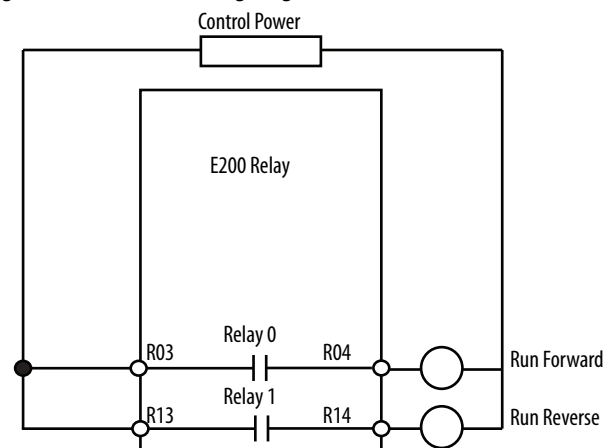 Control Power
E200 Relay
Relay 0
R03
R04
Run Forward
Relay 1
R13
R14
Run Reverse